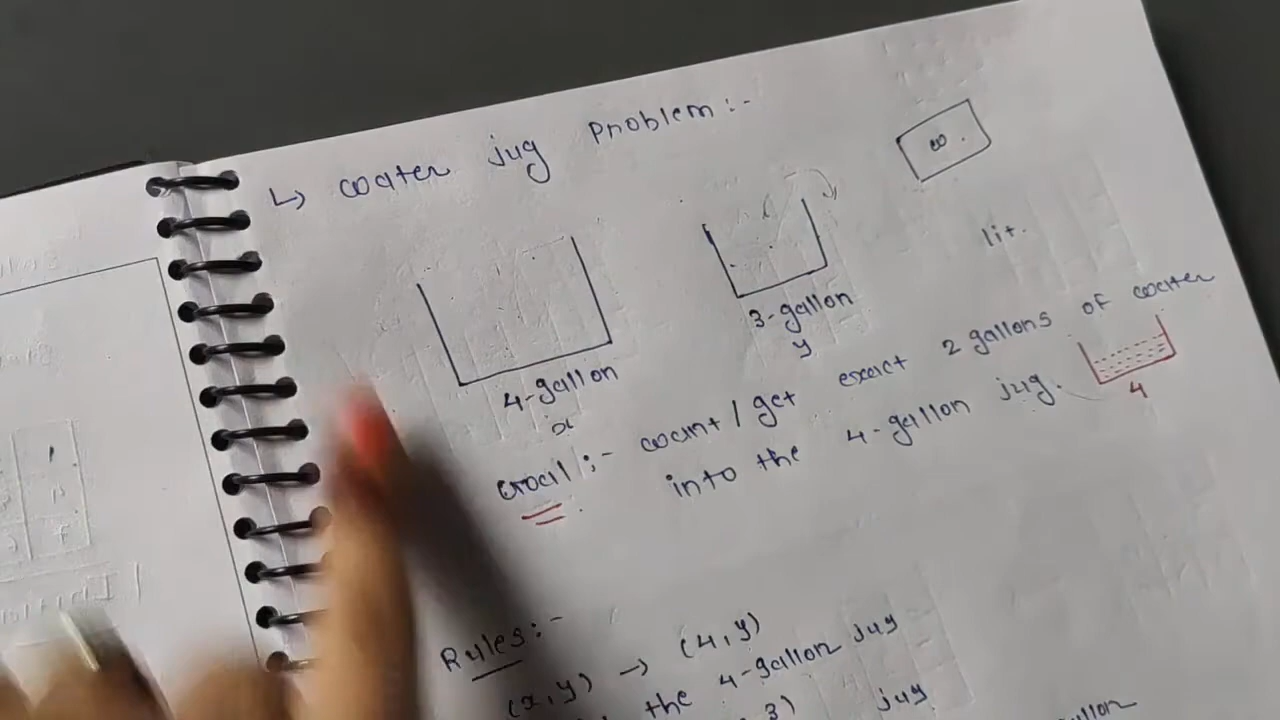 ↳ water jug Problem:-
w.
lit.
4-gallon
x
3-gallon
y
Goal:- want / get exact 2 gallons of water
into the 4-gallon jug.
4
Rules:-
(x,y) → (4,y)
the 4-gallon jug
3) jug